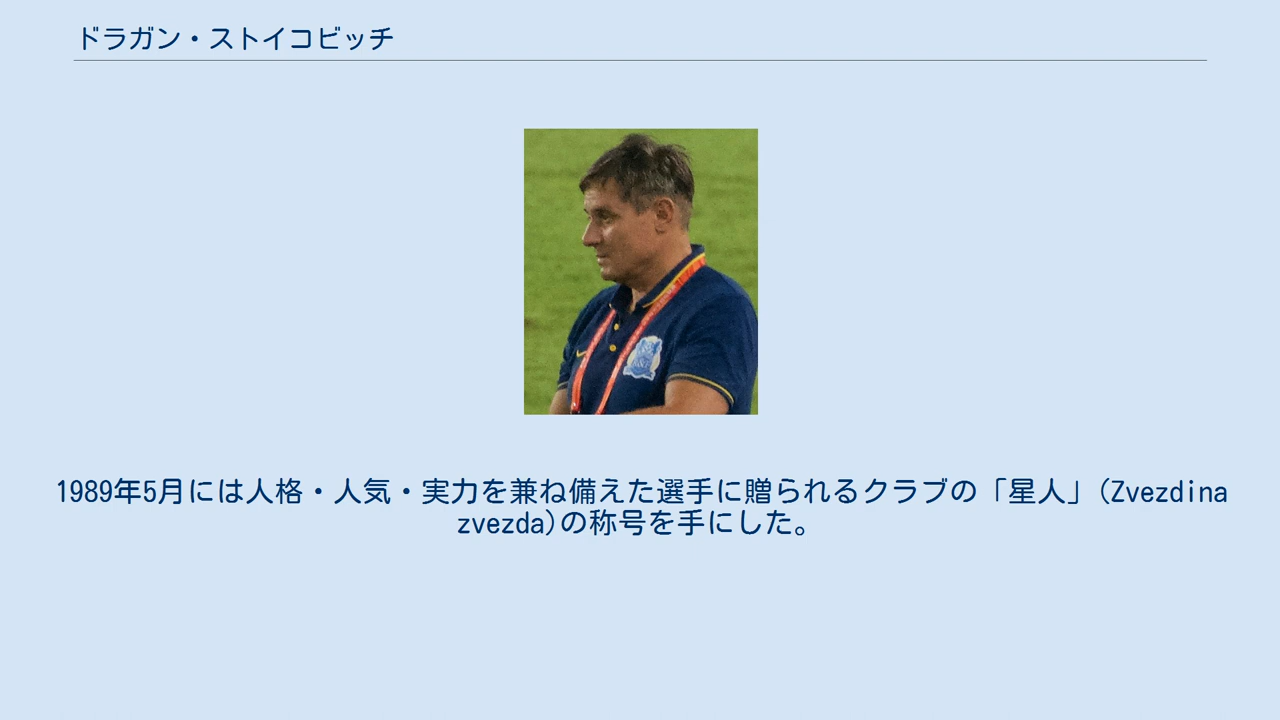 ドラガン・ストイコビッチ
1989年5月には人格・人気・実力を兼ね備えた選手に贈られるクラブの「星人」(Zvezdina
zvezda)の称号を手にした。